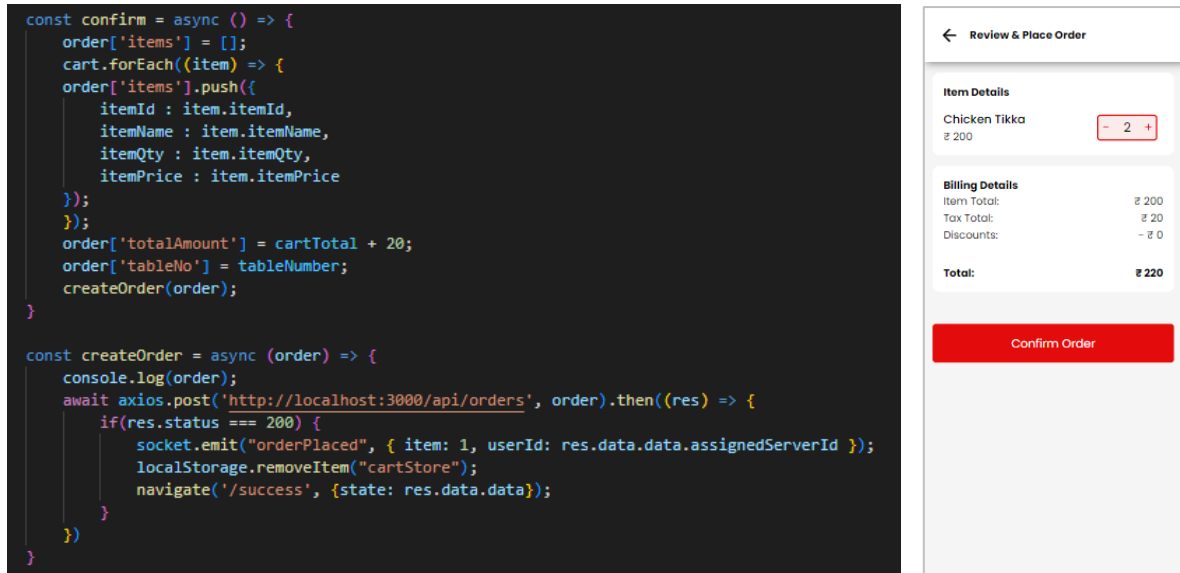 const confirm = async () => {
    order['items'] = [];
    cart.forEach((item) => {
    order['items'].push({
        itemId : item.itemId,
        itemName : item.itemName,
        itemQty : item.itemQty,
        itemPrice : item.itemPrice
    });
    });
    order['totalAmount'] = cartTotal + 20;
    order['tableNo'] = tableNumber;
    createOrder(order);
}

const createOrder = async (order) => {
    console.log(order);
    await axios.post('http://localhost:3000/api/orders', order).then((res) => {
        if(res.status === 200) {
            socket.emit("orderPlaced", { item: 1, userId: res.data.data.assignedServerId });
            localStorage.removeItem("cartStore");
            navigate('/success', {state: res.data.data});
        }
    })
}
← Review & Place Order
Item Details
Chicken Tikka
₹ 200
- 2 +
Billing Details
Item Total: ₹ 200
Tax Total: ₹ 20
Discounts: - ₹ 0
Total: ₹ 220
Confirm Order